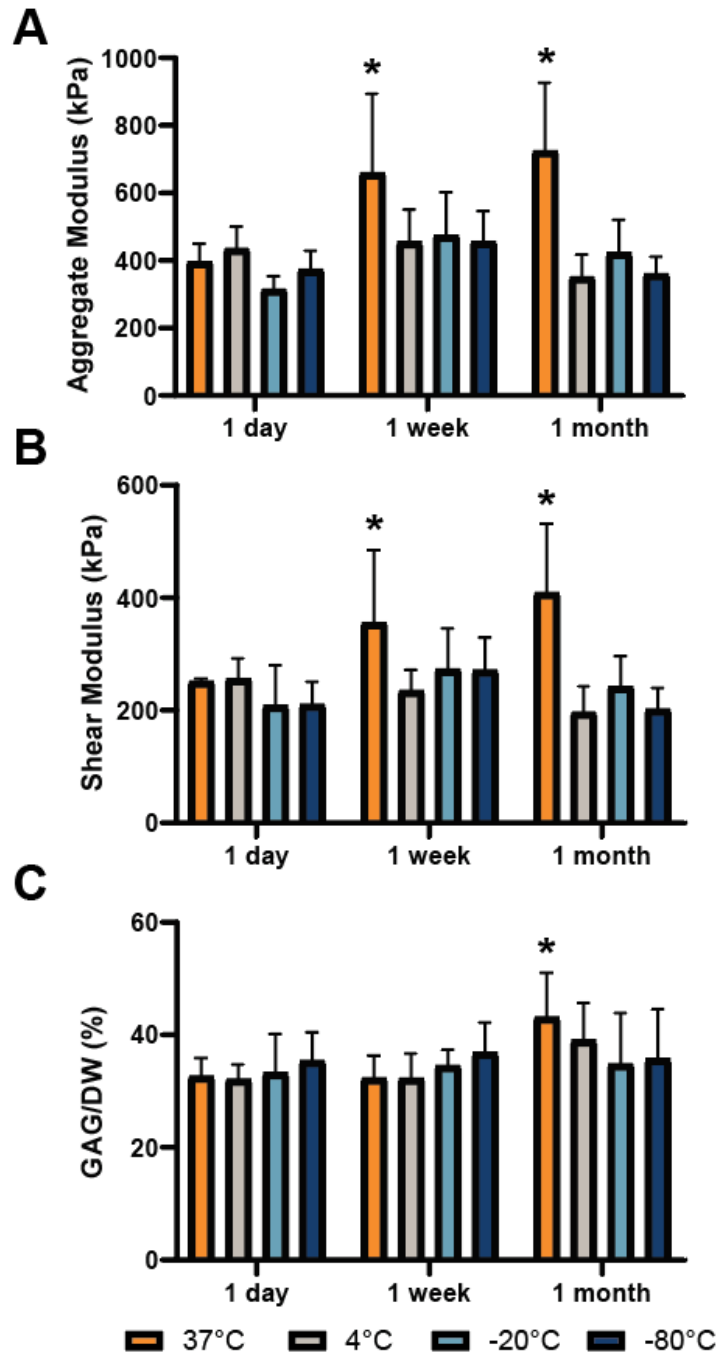 A
Aggregate Modulus (kPa)
1000
800
600
400
200
0
*
*
1 day
1 week
1 month
B
Shear Modulus (kPa)
600
400
200
0
*
*
1 day
1 week
1 month
C
GAG/DW (%)
60
40
20
0
*
1 day
1 week
1 month
37°C 4°C -20°C -80°C